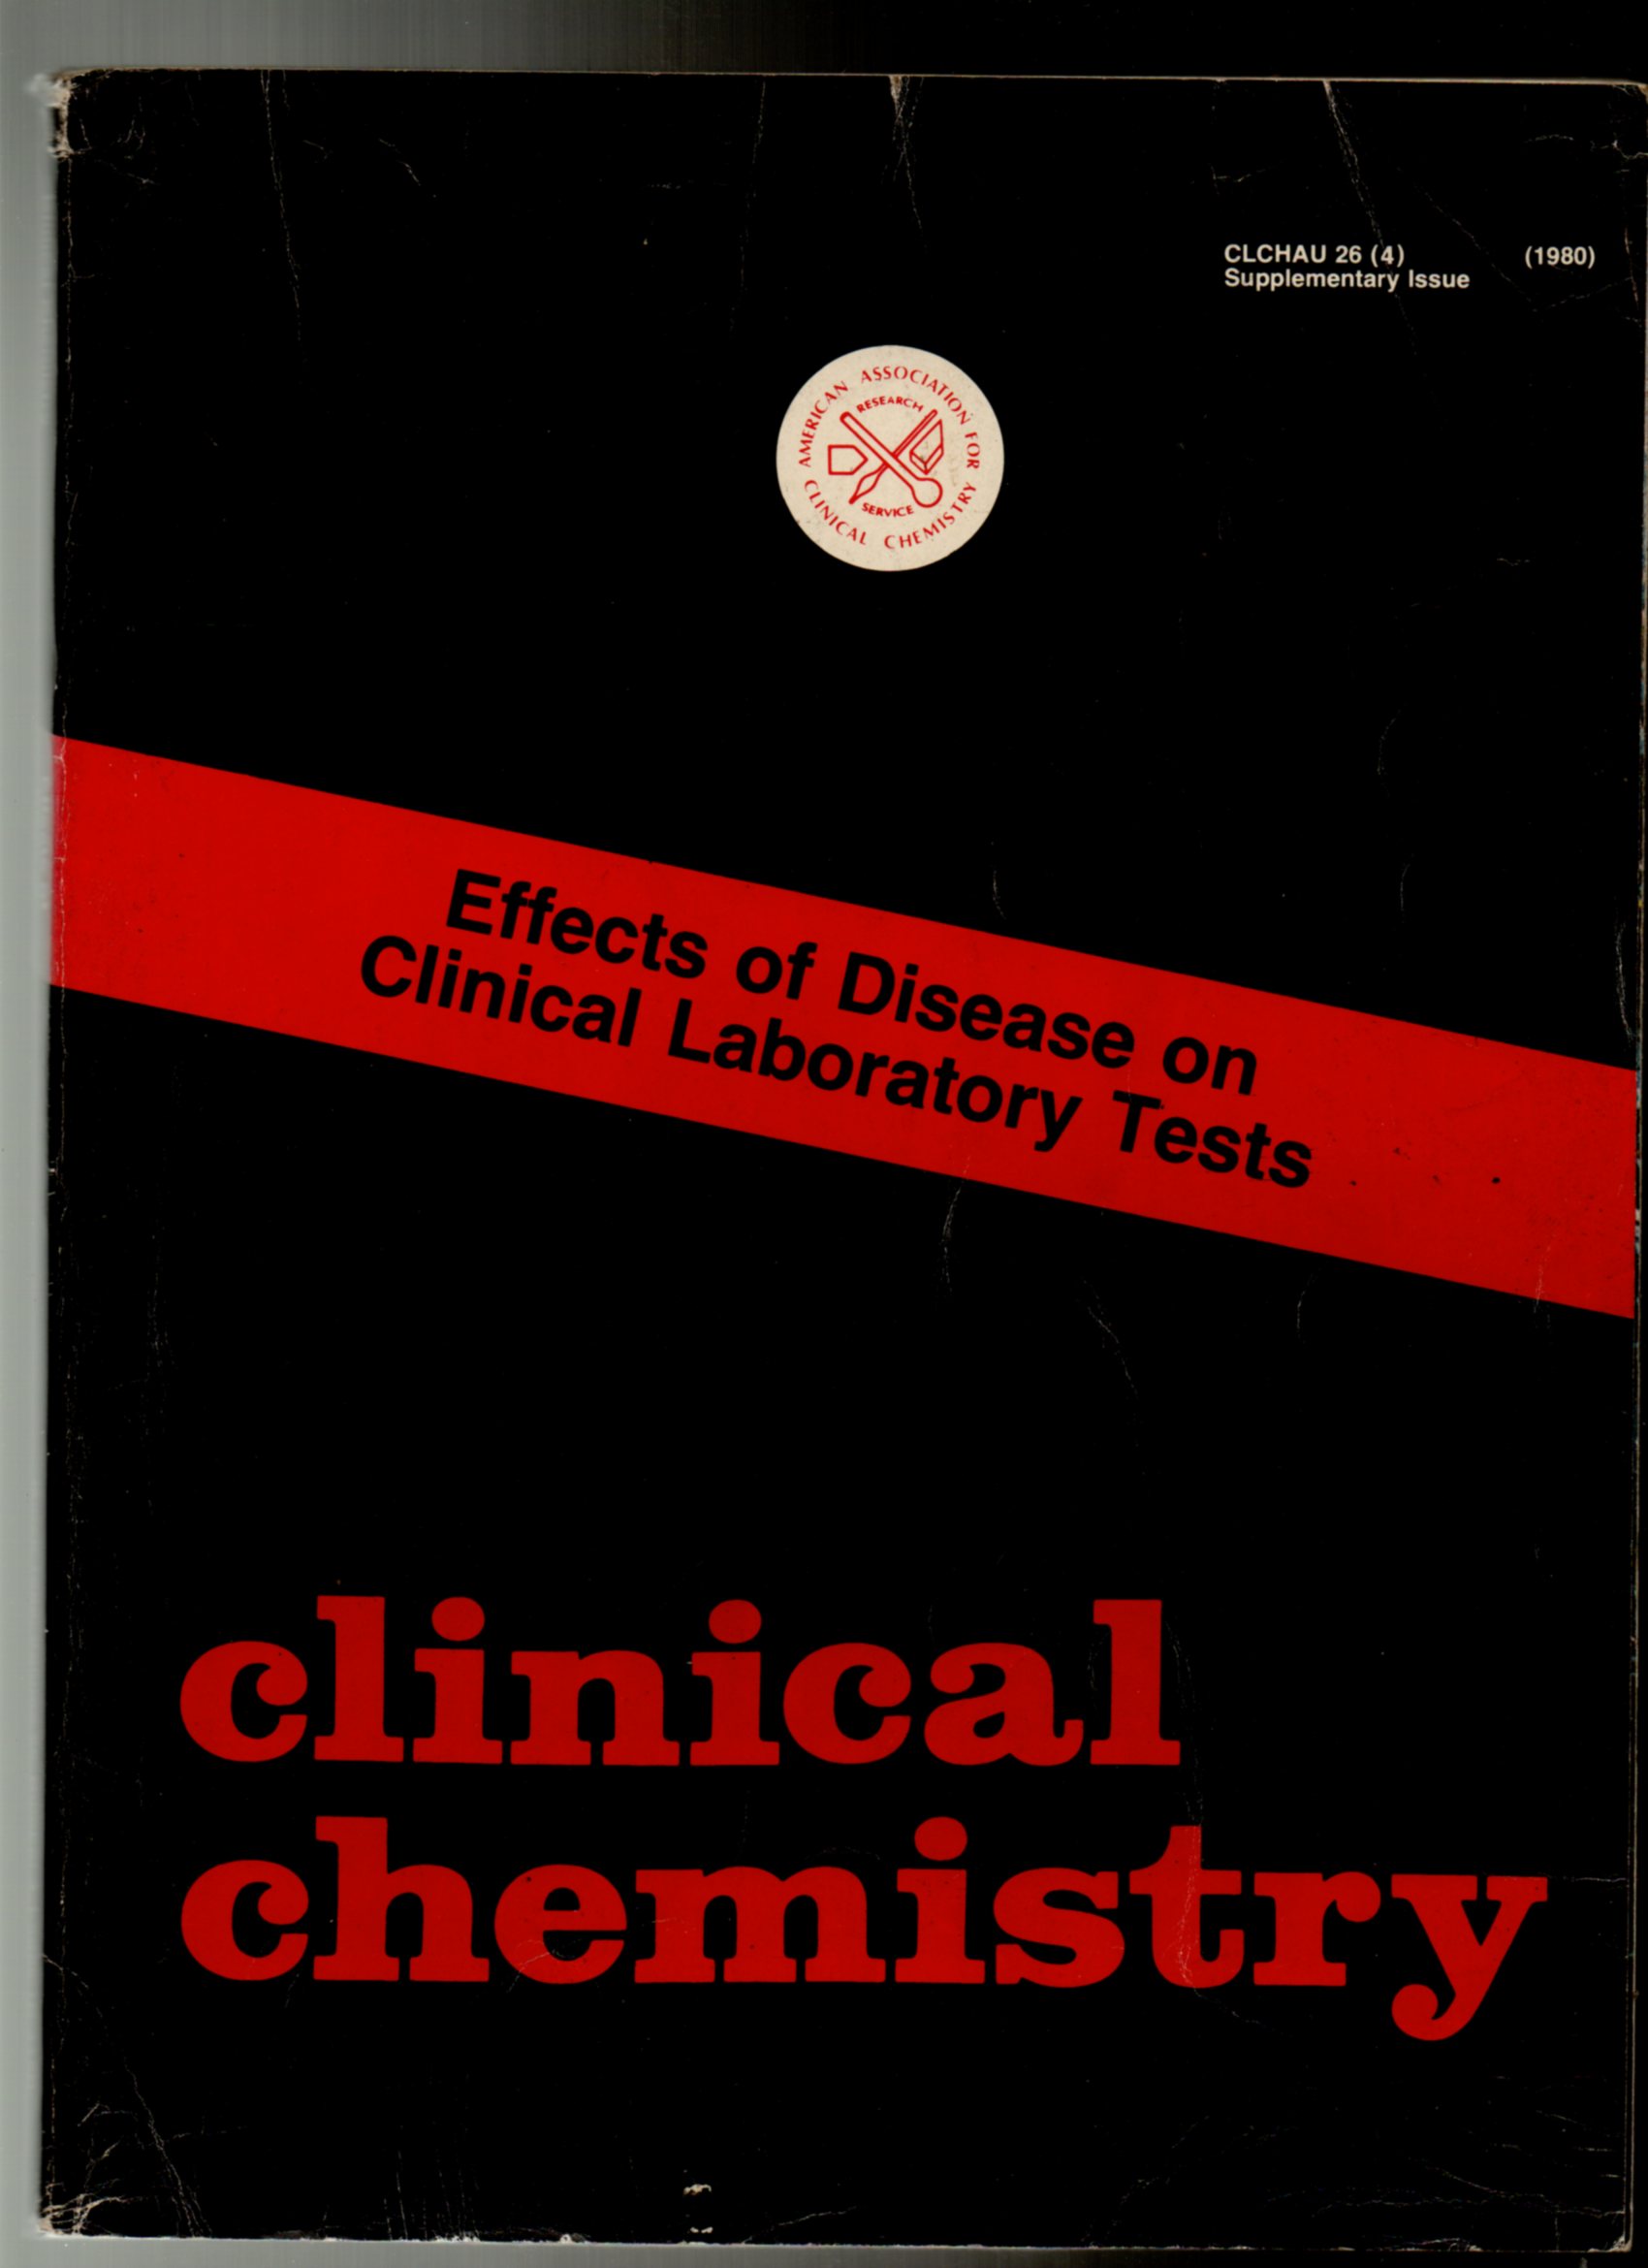 CLCHAU 26 (4) (1980)
Supplementary Issue
AMERICAN ASSOCIATION FOR
CLINICAL CHEMISTRY
RESEARCH
SERVICE
Effects of Disease on
Clinical Laboratory Tests
clinical
chemistry